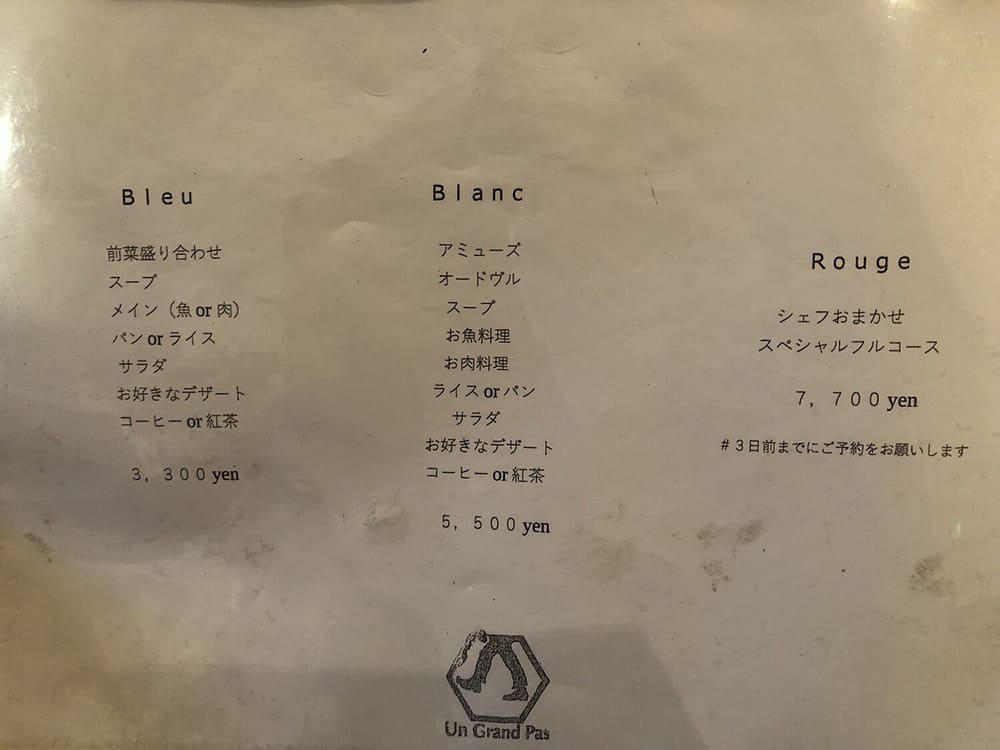 Bleu
前菜盛り合わせ
スープ
メイン（魚 or 肉）
パン or ライス
サラダ
お好きなデザート
コーヒー or 紅茶
3，300 yen
Blanc
アミューズ
オードヴル
スープ
お魚料理
お肉料理
ライス or パン
サラダ
お好きなデザート
コーヒー or 紅茶
5，500 yen
Rouge
シェフおまかせ
スペシャルフルコース
7，700 yen
#3日前までにご予約をお願いします
Un Grand Pas